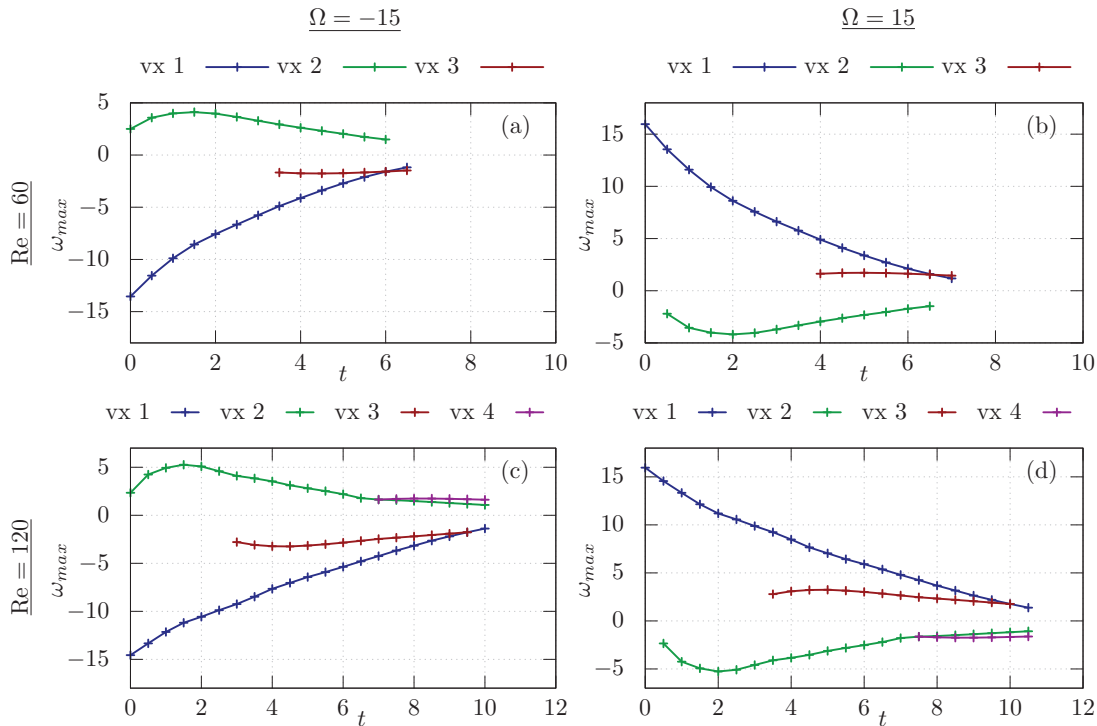 Ω = −15 Ω = 15
vx 1 vx 2 vx 3 vx 1 vx 2 vx 3
Re = 60
(a)
ω_max
5
0
−5
−10
−15
0 2 4 6 8 10
t
(b)
ω_max
15
10
5
0
−5
0 2 4 6 8 10
t
vx 1 vx 2 vx 3 vx 4 vx 1 vx 2 vx 3 vx 4
Re = 120
(c)
ω_max
5
0
−5
−10
−15
0 2 4 6 8 10 12
t
(d)
ω_max
15
10
5
0
−5
0 2 4 6 8 10 12
t